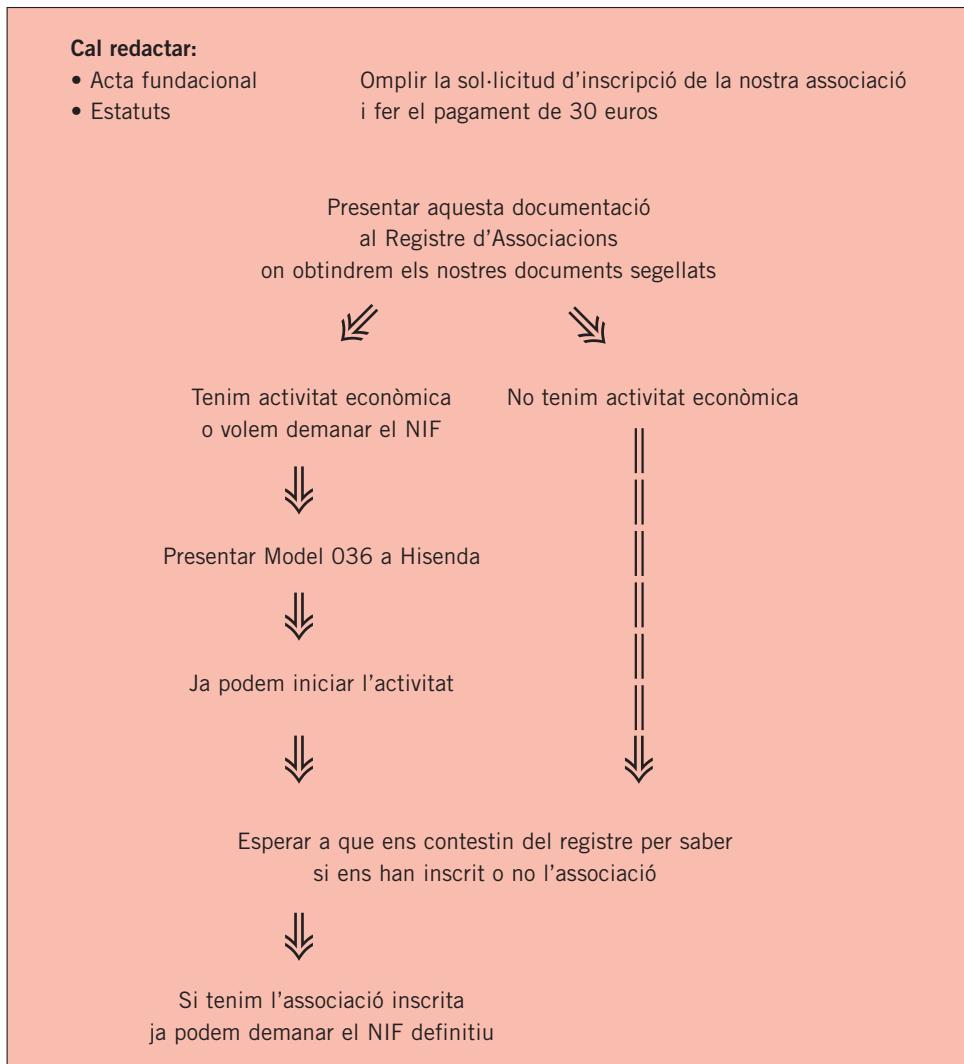 Cal redactar:
• Acta fundacional
• Estatuts
Omplir la sol·licitud d’inscripció de la nostra associació
i fer el pagament de 30 euros
Presentar aquesta documentació
al Registre d’Associacions
on obtindrem els nostres documents segellats
Tenim activitat econòmica
o volem demanar el NIF
No tenim activitat econòmica
Presentar Model 036 a Hisenda
Ja podem iniciar l’activitat
Esperar a que ens contestin del registre per saber
si ens han inscrit o no l’associació
Si tenim l’associació inscrita
ja podem demanar el NIF definitiu